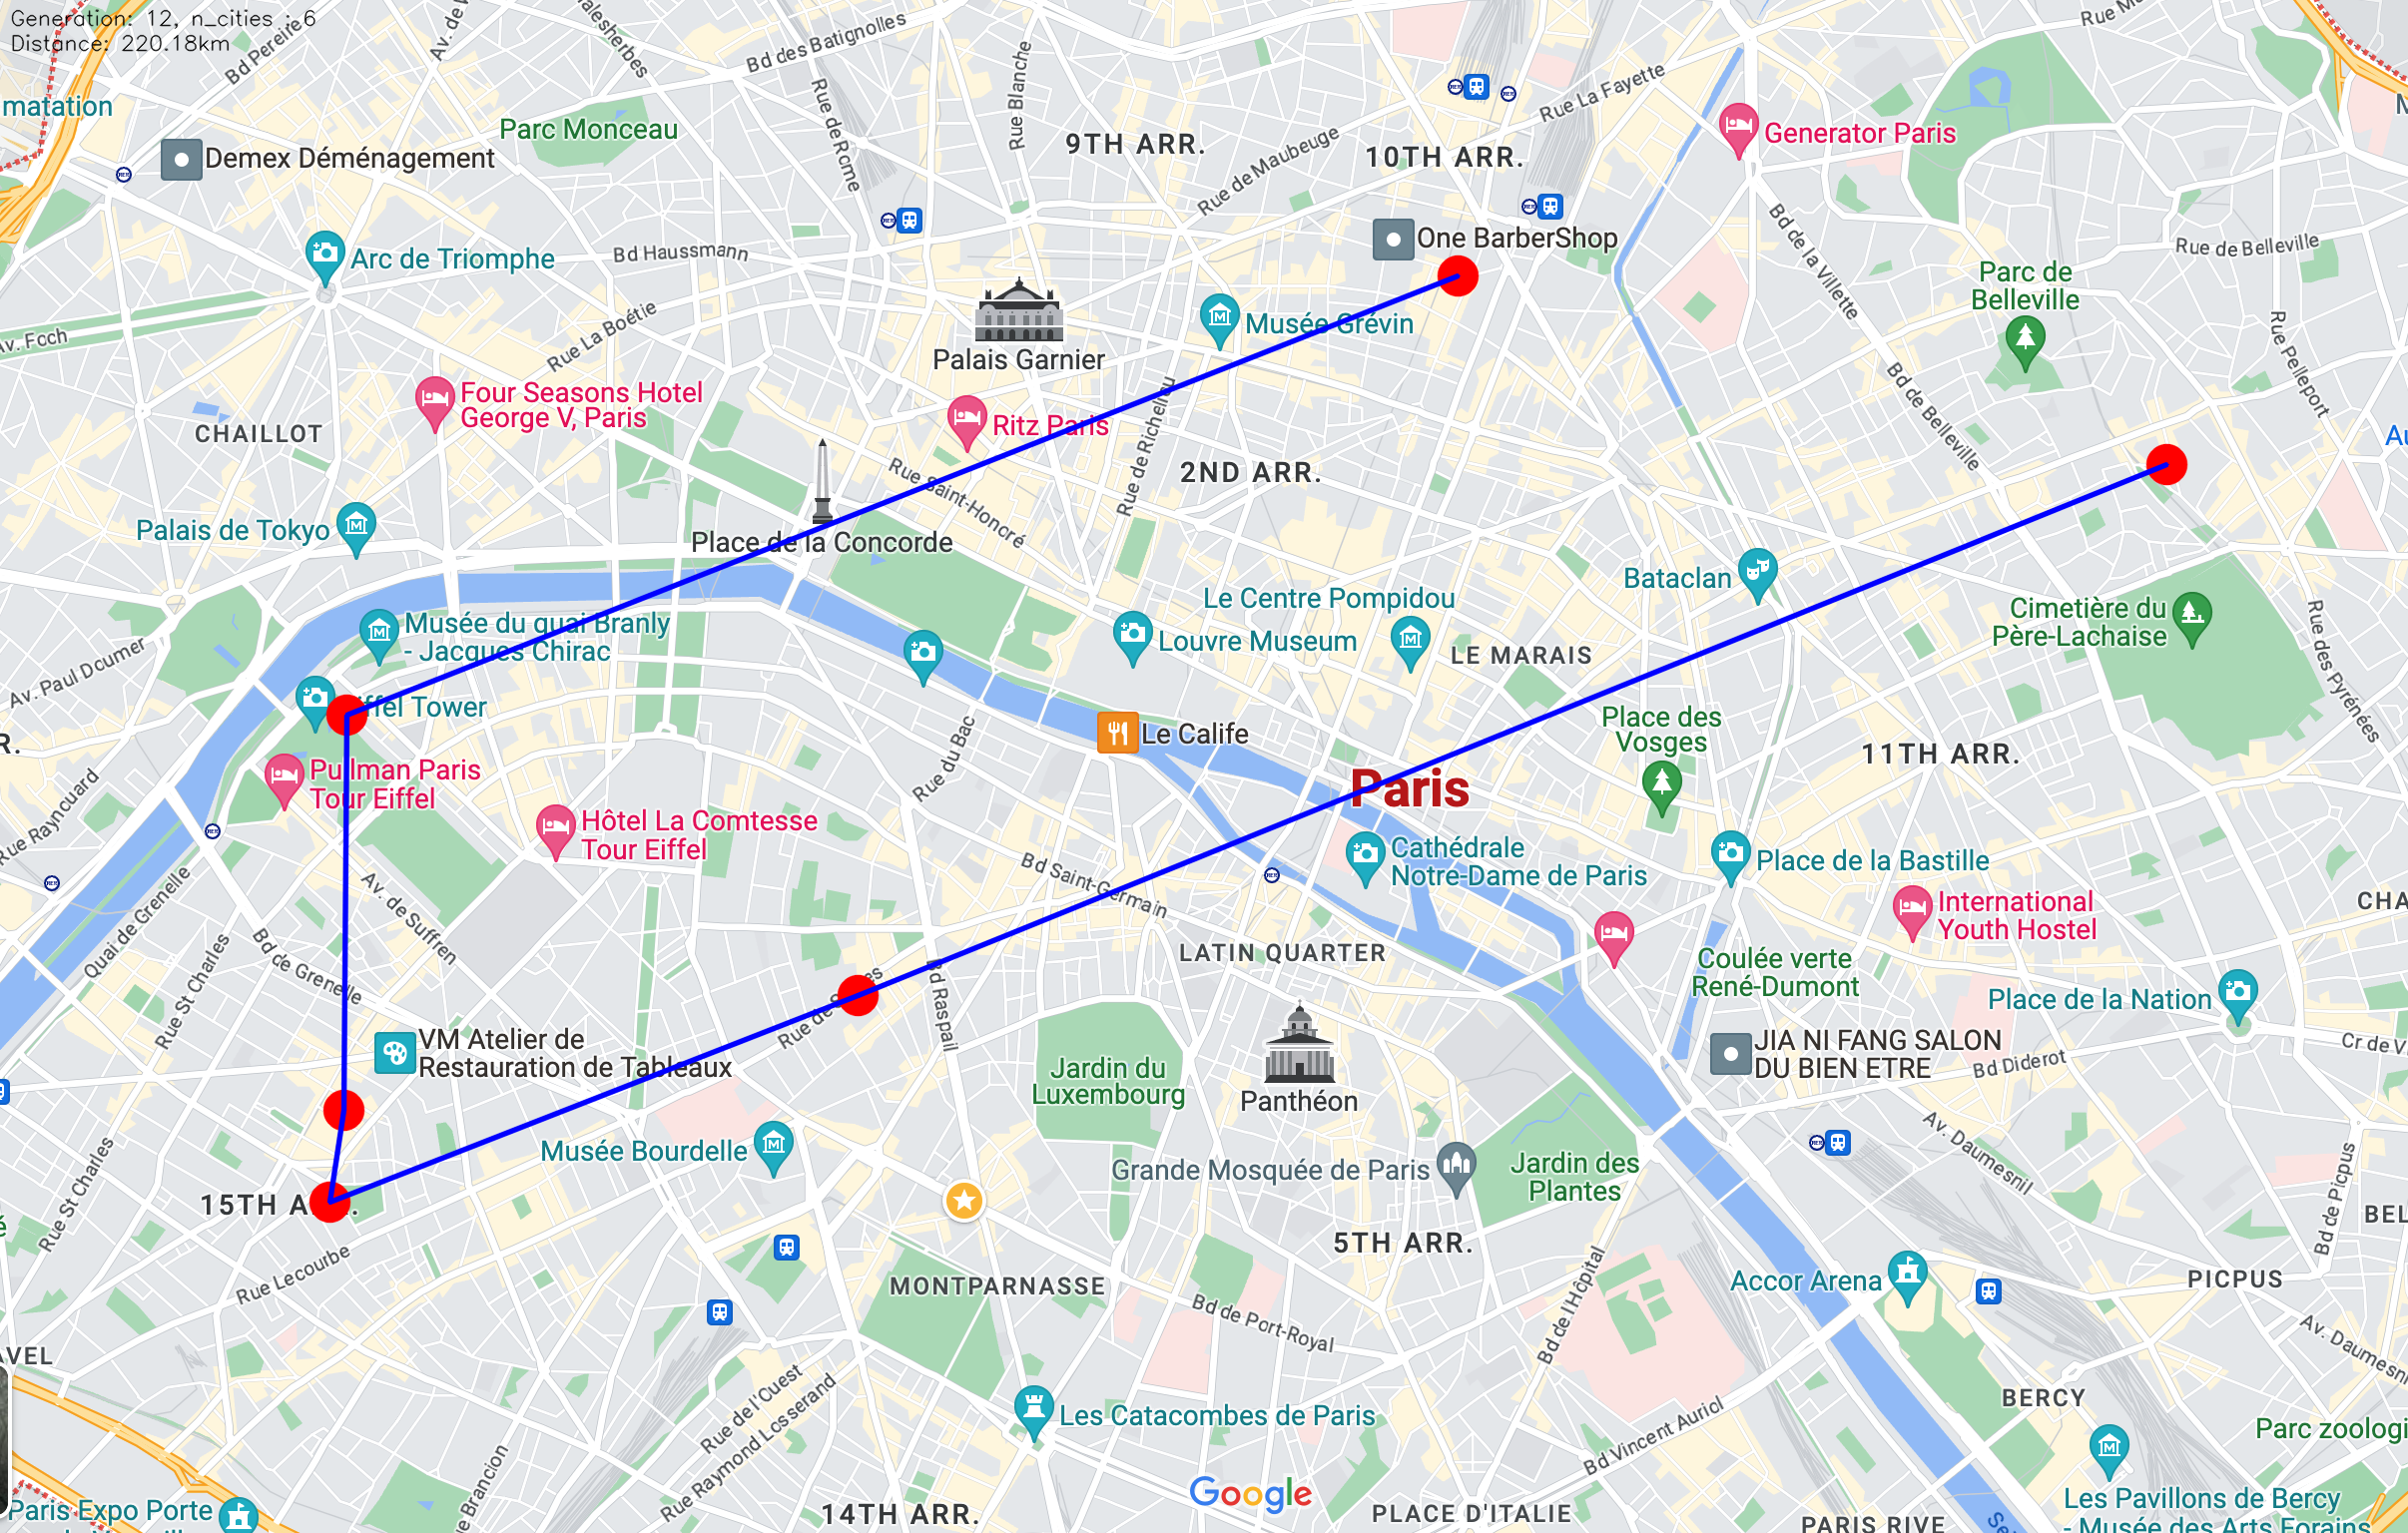 Generation: 12, n_cities : 6
Distance: 220.18km
Bd Pereire
Bd des Batignolles
Rue Blanche
Rue de Rome
Rue La Fayette
matation
Parc Monceau
Demex Déménagement
9TH ARR.
10TH ARR.
Rue de Maubeuge
Generator Paris
Arc de Triomphe
Bd Haussmann
One BarberShop
Bd de la Villette
Rue de Belleville
Parc de
Belleville
Av. Foch
Rue La Boétie
Palais Garnier
Musée Grévin
Rue Pelleport
Four Seasons Hotel
George V, Paris
Ritz Paris
Rue de Richelieu
Bd de Belleville
CHAILLOT
2ND ARR.
Rue Saint-Honoré
Palais de Tokyo
Place de la Concorde
Bataclan
Le Centre Pompidou
Musée du quai Branly
- Jacques Chirac
Louvre Museum
LE MARAIS
Cimetière du
Père-Lachaise
Rue des Pyrénées
Av. Paul Doumer
Eiffel Tower
Rue du Bac
Le Calife
Place des
Vosges
11TH ARR.
Pullman Paris
Tour Eiffel
Paris
Rue Raynouard
Hôtel La Comtesse
Tour Eiffel
Cathédrale
Notre-Dame de Paris
Place de la Bastille
Bd Saint-Germain
Quai de Grenelle
Av. de Suffren
International
Youth Hostel
CHA
Rue St Charles
Bd de Grenelle
LATIN QUARTER
Coulée verte
René-Dumont
Bd Raspail
Place de la Nation
VM Atelier de
Restauration de Tableaux
JIA NI FANG SALON
DU BIEN ETRE
Bd Diderot
Cr de V
Jardin du
Luxembourg
Panthéon
Musée Bourdelle
Grande Mosquée de Paris
Jardin des
Plantes
Av. Daumesnil
Bd de Picpus
Rue St Charles
15TH A
BEL
5TH ARR.
Rue Lecourbe
MONTPARNASSE
Bd de l'Hôpital
Accor Arena
PICPUS
Bd de Port-Royal
Av. Daumesni
AVEL
Rue de l'Ouest
Rue Raymond Losserand
Les Catacombes de Paris
Bd Vincent Auriol
BERCY
Parc zoologi
e Brancion
Google
Paris Expo Porte
14TH ARR.
PLACE D'ITALIE
Les Pavillons de Bercy
- Musée des Arts Forains
PARIS RIVE